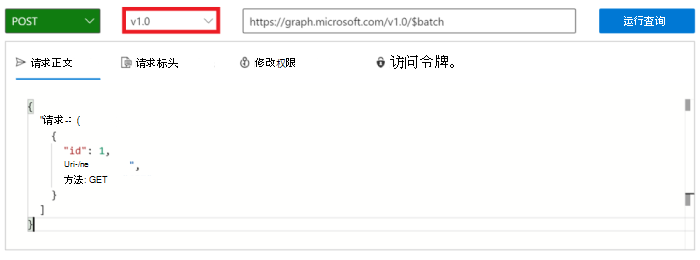 POST
v1.0
https://graph.microsoft.com/v1.0/$batch
运行查询
请求正文
请求标头
修改权限
访问令牌。
{
"请求-: (
{
"id": 1,
Uri-/ne ",
方法: GET
}
]
}